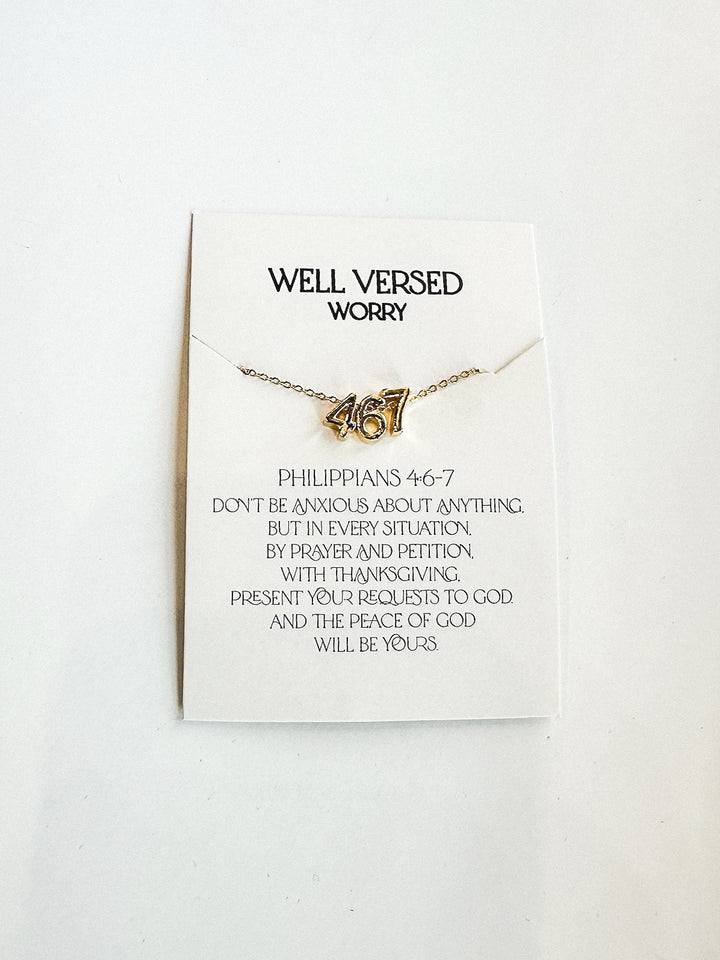 WELL VERSED
WORRY
467
PHILIPPIANS 4:6-7
DON'T BE ANXIOUS ABOUT ANYTHING,
BUT IN EVERY SITUATION,
BY PRAYER AND PETITION,
WITH THANKSGIVING,
PRESENT YOUR REQUESTS TO GOD.
AND THE PEACE OF GOD
WILL BE YOURS.